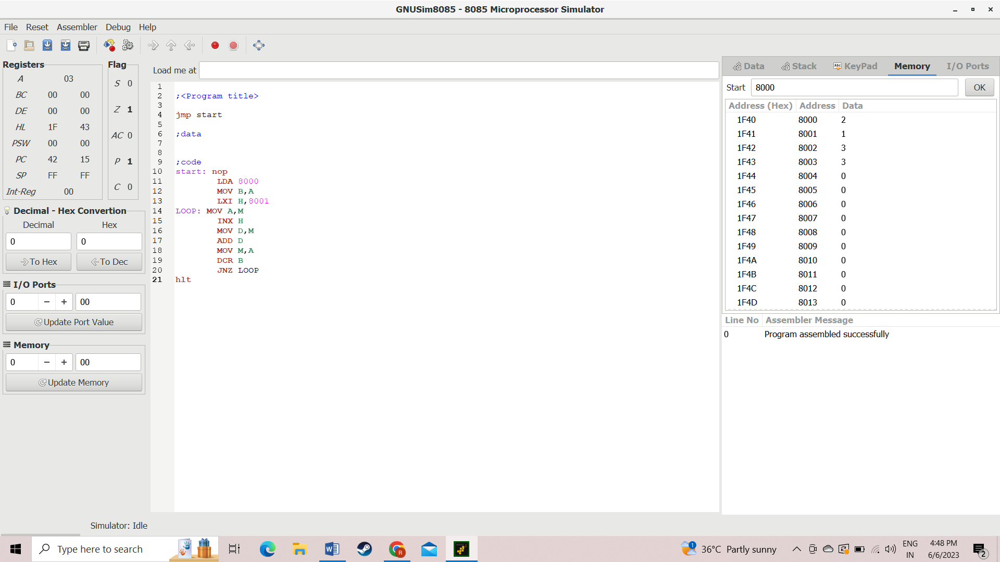 GNUSim8085 - 8085 Microprocessor Simulator
File Reset Assembler Debug Help
Registers
A 03
BC 00 00
DE 00 00
HL 1F 43
PSW 00 00
PC 42 15
SP FF FF
Int-Reg 00
Flag
S 0
Z 1
AC 0
P 1
C 0
Decimal - Hex Convertion
Decimal Hex
0 0
To Hex To Dec
I/O Ports
0 − + 00
Update Port Value
Memory
0 − + 00
Update Memory
Simulator: Idle
Load me at
1
2 ;<Program title>
3
4 jmp start
5
6 ;data
7
8
9 ;code
10 start: nop
11 LDA 8000
12 MOV B,A
13 LXI H,8001
14 LOOP: MOV A,M
15 INX H
16 MOV D,M
17 ADD D
18 MOV M,A
19 DCR B
20 JNZ LOOP
21 hlt
Data Stack Abc KeyPad Memory I/O Ports
Start 8000 OK
Address (Hex) Address Data
1F40 8000 2
1F41 8001 1
1F42 8002 3
1F43 8003 3
1F44 8004 0
1F45 8005 0
1F46 8006 0
1F47 8007 0
1F48 8008 0
1F49 8009 0
1F4A 8010 0
1F4B 8011 0
1F4C 8012 0
1F4D 8013 0
Line No Assembler Message
0 Program assembled successfully
Type here to search
W
R
1
36°C Partly sunny
ENG
IN
4:48 PM
6/6/2023
2